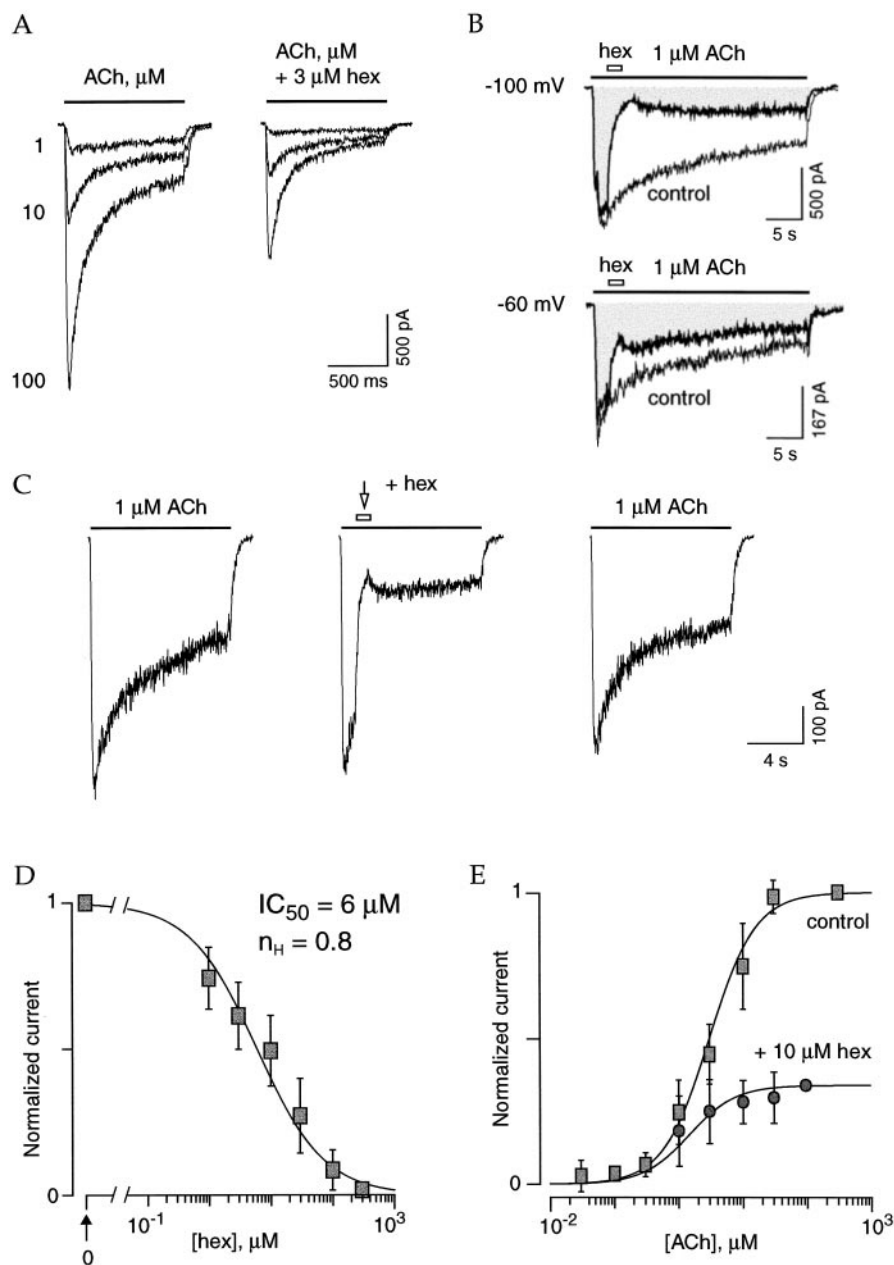 A
ACh, μM
ACh, μM
+ 3 μM hex
1
10
100
500 pA
500 ms
B
hex
1 μM ACh
-100 mV
control
500 pA
5 s
hex
1 μM ACh
-60 mV
control
167 pA
5 s
C
1 μM ACh
+ hex
1 μM ACh
100 pA
4 s
D
1
IC50 = 6 μM
nH = 0.8
Normalized current
0
10-1
103
[hex], μM
0
E
1
control
+ 10 μM hex
Normalized current
0
10-2
103
[ACh], μM